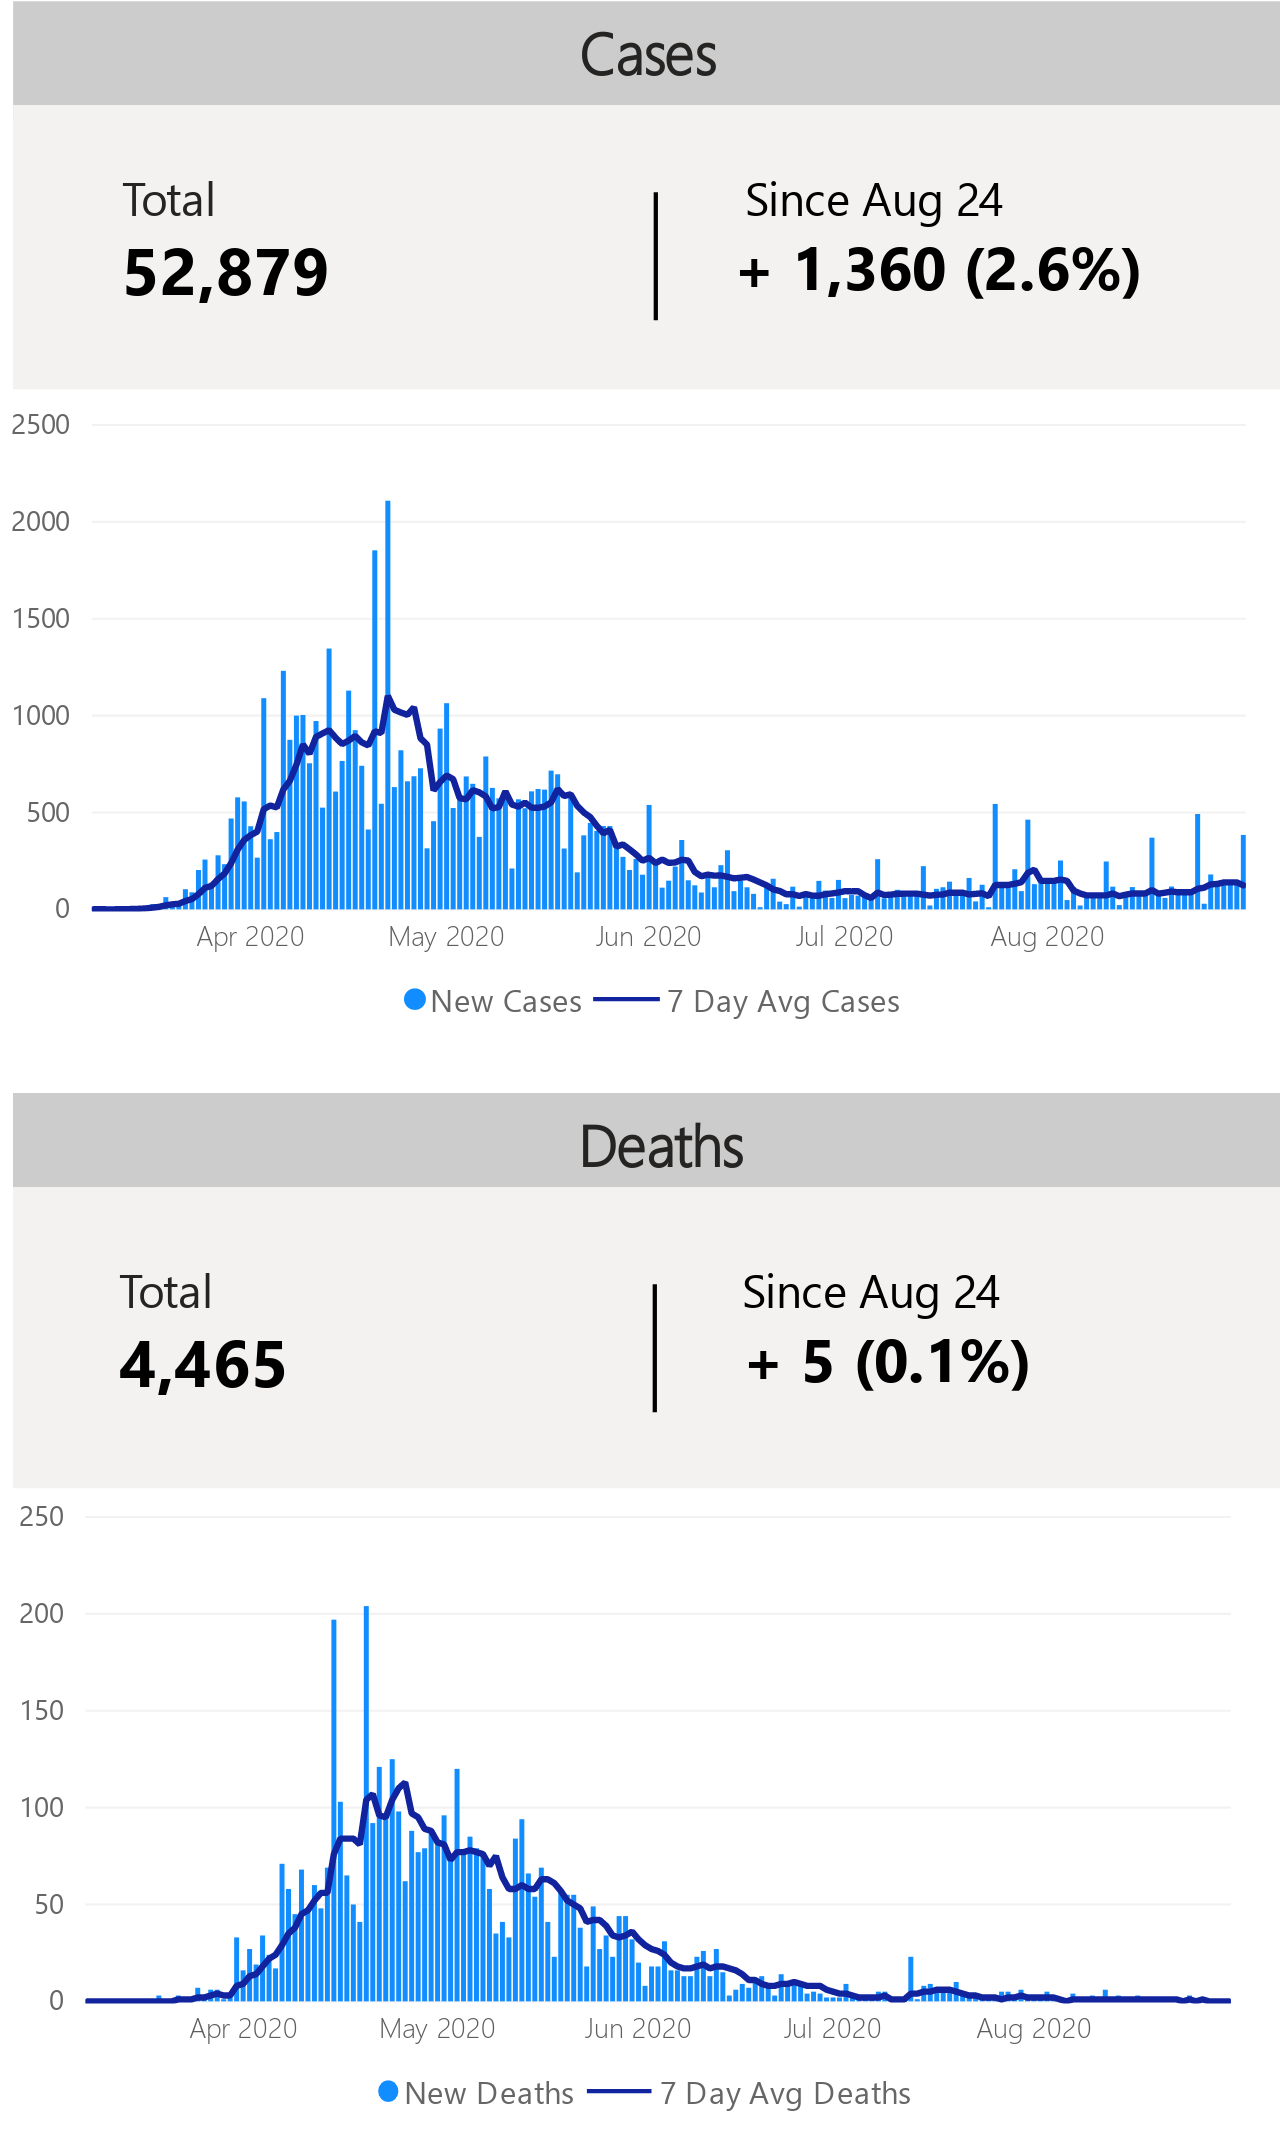 Cases
Total
52,879
Since Aug 24
+ 1,360 (2.6%)
2500
2000
1500
1000
500
0
Apr 2020 May 2020 Jun 2020 Jul 2020 Aug 2020
New Cases 7 Day Avg Cases
Deaths
Total
4,465
Since Aug 24
+ 5 (0.1%)
250
200
150
100
50
0
Apr 2020 May 2020 Jun 2020 Jul 2020 Aug 2020
New Deaths 7 Day Avg Deaths